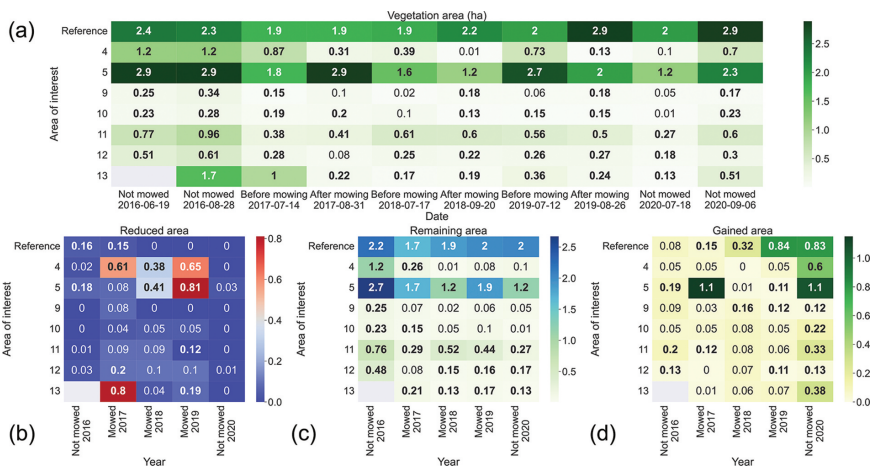 (a)
Vegetation area (ha)
Area of interest
Reference 2.4 2.3 1.9 1.9 1.9 2.2 2 2.9 2 2.9
4 1.2 1.2 0.87 0.31 0.39 0.01 0.73 0.13 0.1 0.7
5 2.9 2.9 1.8 2.9 1.6 1.2 2.7 2 1.2 2.3
9 0.25 0.34 0.15 0.1 0.02 0.18 0.06 0.18 0.05 0.17
10 0.23 0.28 0.19 0.2 0.1 0.13 0.15 0.15 0.01 0.23
11 0.77 0.96 0.38 0.41 0.61 0.6 0.56 0.5 0.27 0.6
12 0.51 0.61 0.28 0.08 0.25 0.22 0.26 0.27 0.18 0.3
13 1.7 1 0.22 0.17 0.19 0.36 0.24 0.13 0.51
Not mowed Not mowed Before mowing After mowing Before mowing After mowing Before mowing After mowing Not mowed Not mowed
2016-06-19 2016-08-28 2017-07-14 2017-08-31 2018-07-17 2018-09-20 2019-07-12 2019-08-26 2020-07-18 2020-09-06
Date
2.5
2.0
1.5
1.0
0.5
(b)
Reduced area
Area of interest
Reference 0.16 0.15 0 0 0
4 0.02 0.61 0.38 0.65 0
5 0.18 0.08 0.41 0.81 0.03
9 0 0.08 0 0 0
10 0 0.04 0.05 0.05 0
11 0.01 0.09 0.09 0.12 0
12 0.03 0.2 0.1 0.1 0.01
13 0.8 0.04 0.19 0
Not mowed 2016
Mowed 2017
Mowed 2018
Mowed 2019
Not mowed 2020
Year
0.8
0.6
0.4
0.2
0.0
(c)
Remaining area
Area of interest
Reference 2.2 1.7 1.9 2 2
4 1.2 0.26 0.01 0.08 0.1
5 2.7 1.7 1.2 1.9 1.2
9 0.25 0.07 0.02 0.06 0.05
10 0.23 0.15 0.05 0.1 0.01
11 0.76 0.29 0.52 0.44 0.27
12 0.48 0.08 0.15 0.16 0.17
13 0.21 0.13 0.17 0.13
Not mowed 2016
Mowed 2017
Mowed 2018
Mowed 2019
Not mowed 2020
Year
2.5
2.0
1.5
1.0
0.5
(d)
Gained area
Area of interest
Reference 0.08 0.15 0.32 0.84 0.83
4 0.05 0.05 0 0.05 0.6
5 0.19 1.1 0.01 0.11 1.1
9 0.09 0.03 0.16 0.12 0.12
10 0.05 0.05 0.08 0.06 0.22
11 0.2 0.12 0.08 0.06 0.33
12 0.13 0 0.08 0.11 0.13
13 0.01 0.06 0.07 0.38
Not mowed 2016
Mowed 2017
Mowed 2018
Mowed 2019
Not mowed 2020
Year
1.0
0.8
0.6
0.4
0.2
0.0